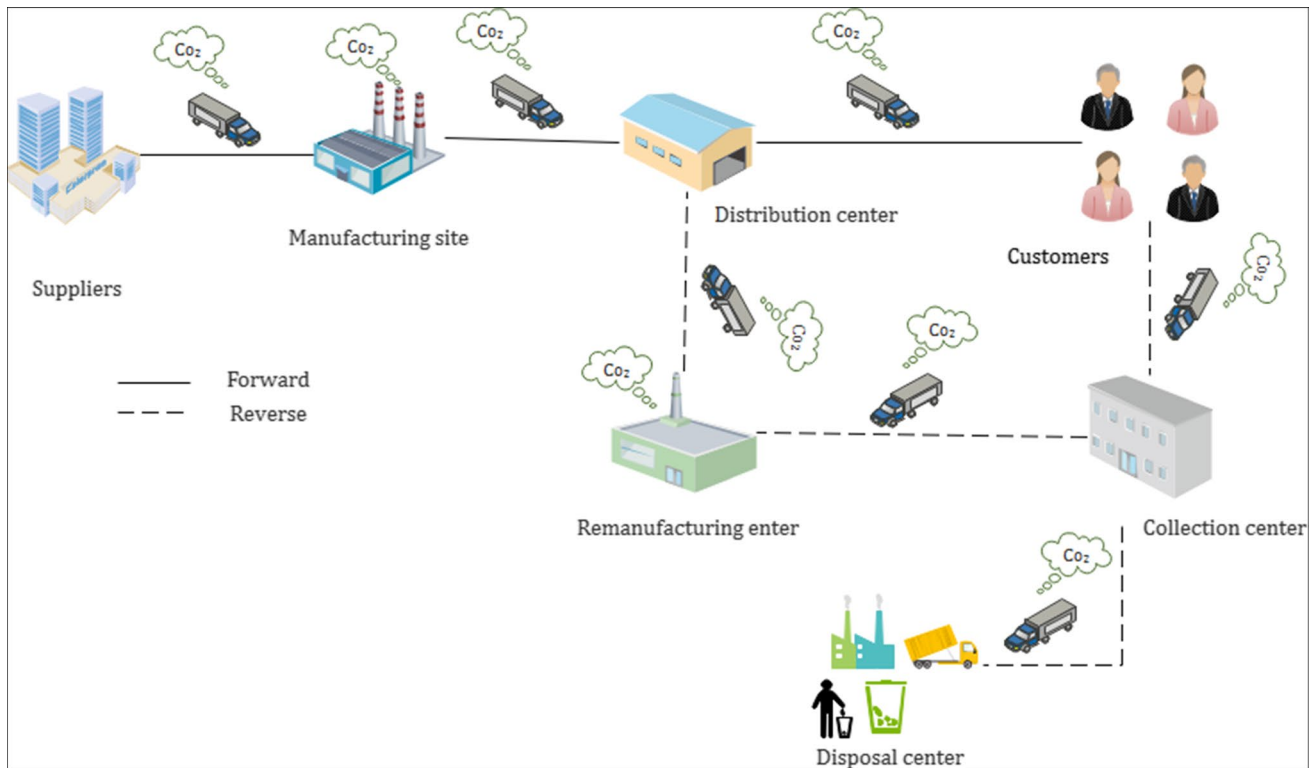 Co₂
Co₂
Co₂
Co₂
Distribution center
Manufacturing site
Customers
Suppliers
Co₂
Co₂
Co₂
Co₂
Forward
Reverse
Remanufacturing enter
Collection center
Co₂
Disposal center